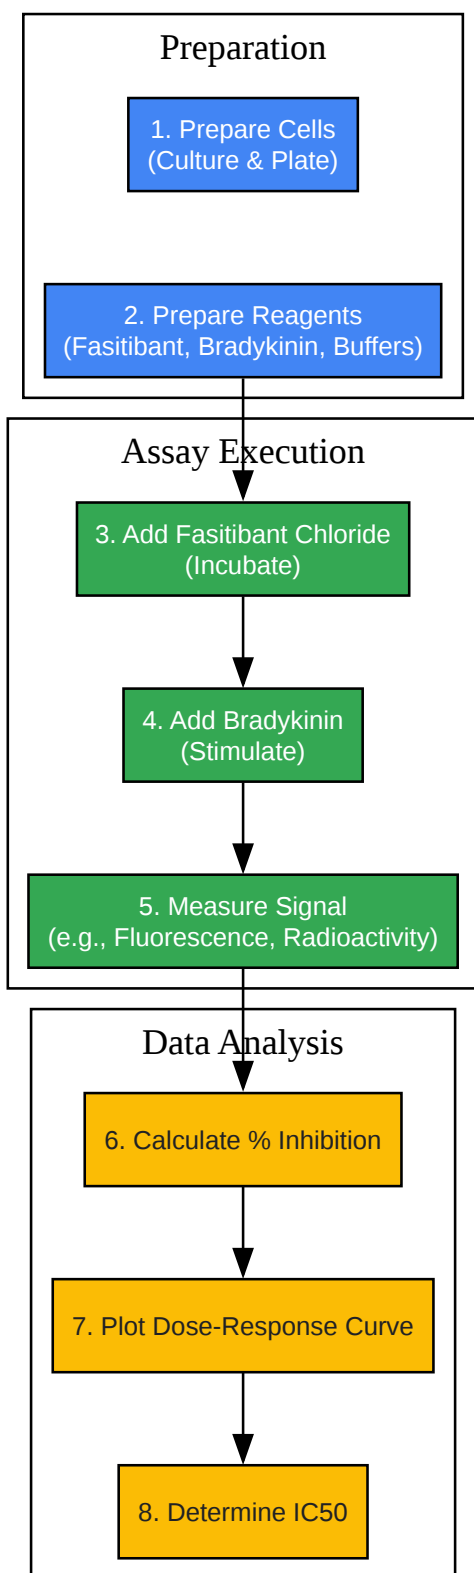 Preparation
1. Prepare Cells
(Culture & Plate)
2. Prepare Reagents
(Fasitibant, Bradykinin, Buffers)
Assay Execution
3. Add Fasitibant Chloride
(Incubate)
4. Add Bradykinin
(Stimulate)
5. Measure Signal
(e.g., Fluorescence, Radioactivity)
Data Analysis
6. Calculate % Inhibition
7. Plot Dose-Response Curve
8. Determine IC50